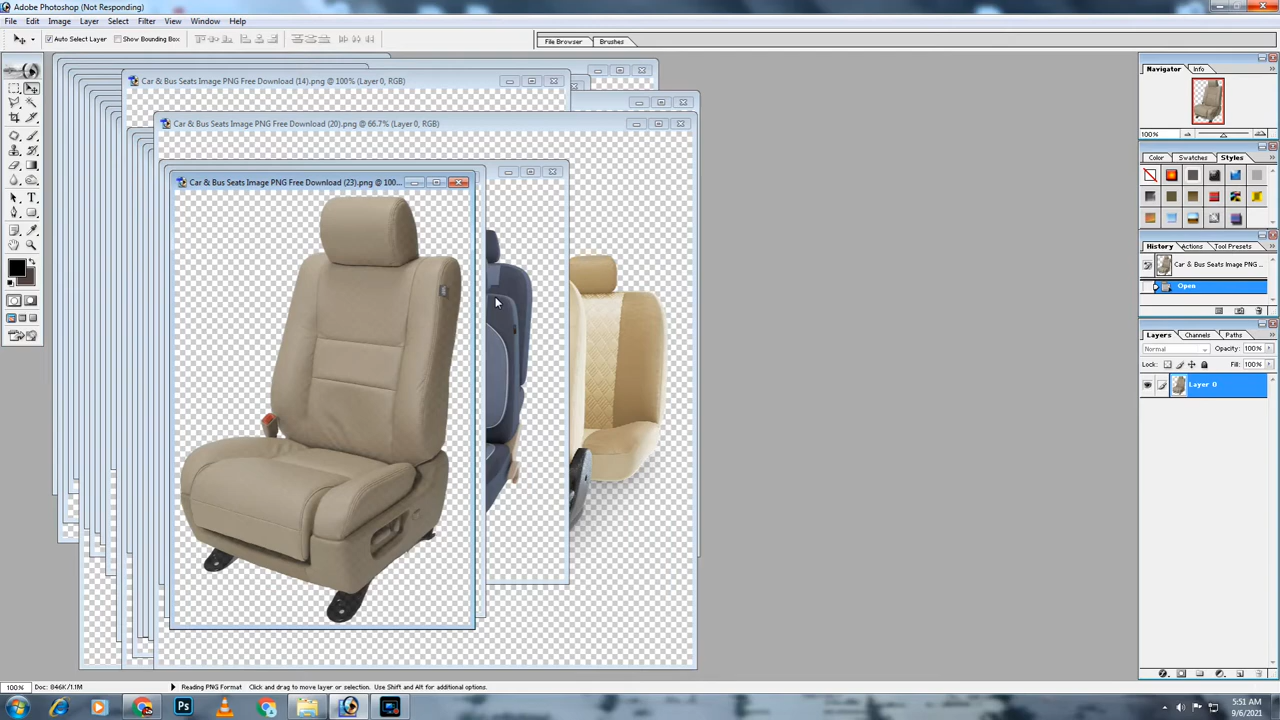 Adobe Photoshop (Not Responding)
File Edit Image Layer Select Filter View Window Help
Auto Select Layer Show Bounding Box
File Browser Brushes
Car & Bus Seats Image PNG Free Download (14).png @ 100% (Layer 0, RGB)
Car & Bus Seats Image PNG Free Download (20).png @ 66.7% (Layer 0, RGB)
Car & Bus Seats Image PNG Free Download (23).png @ 100...
Navigator Info
100%
Color Swatches Styles
History Actions Tool Presets
Car & Bus Seats Image PNG ...
Open
Layers Channels Paths
Normal Opacity: 100%
Lock: Fill: 100%
Layer 0
100% Doc: 846K/1.1M Reading PNG Format Click and drag to move layer or selection. Use Shift and Alt for additional options.
Ps
5:51 AM
9/6/2021